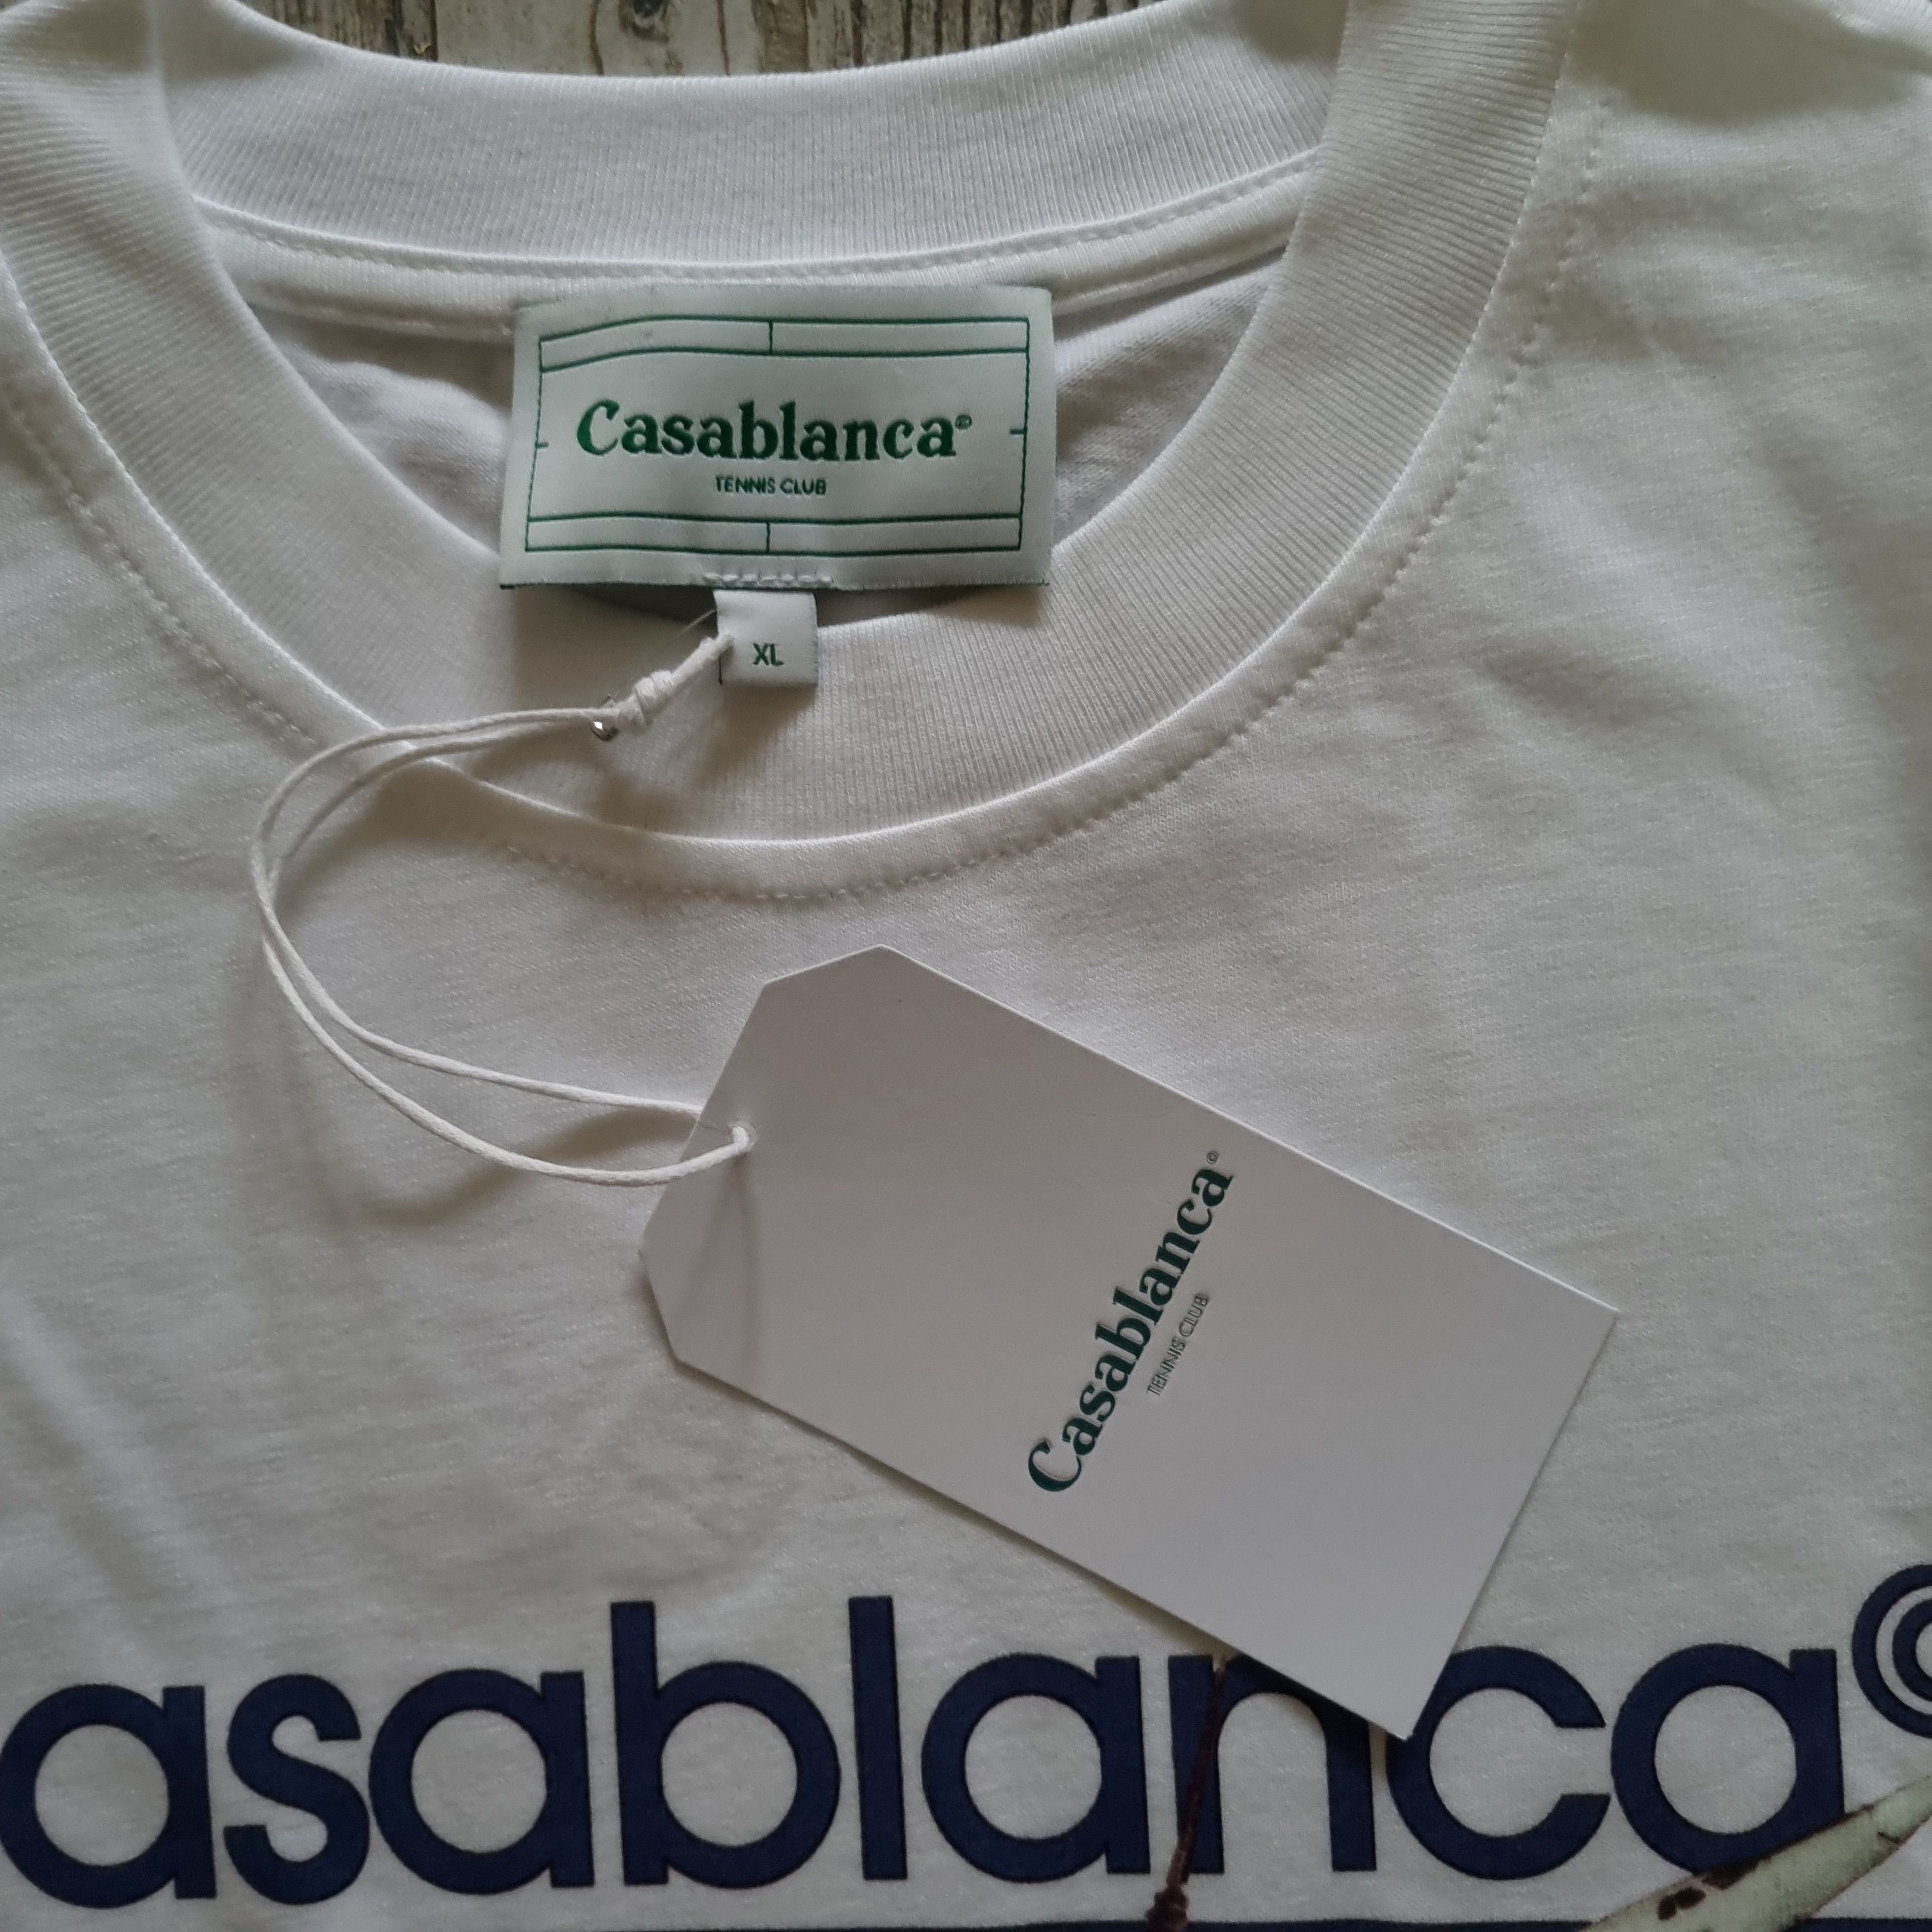 Casablanca®
TENNIS CLUB
XL
Casablanca©
TENNIS CLUB
asablanca©